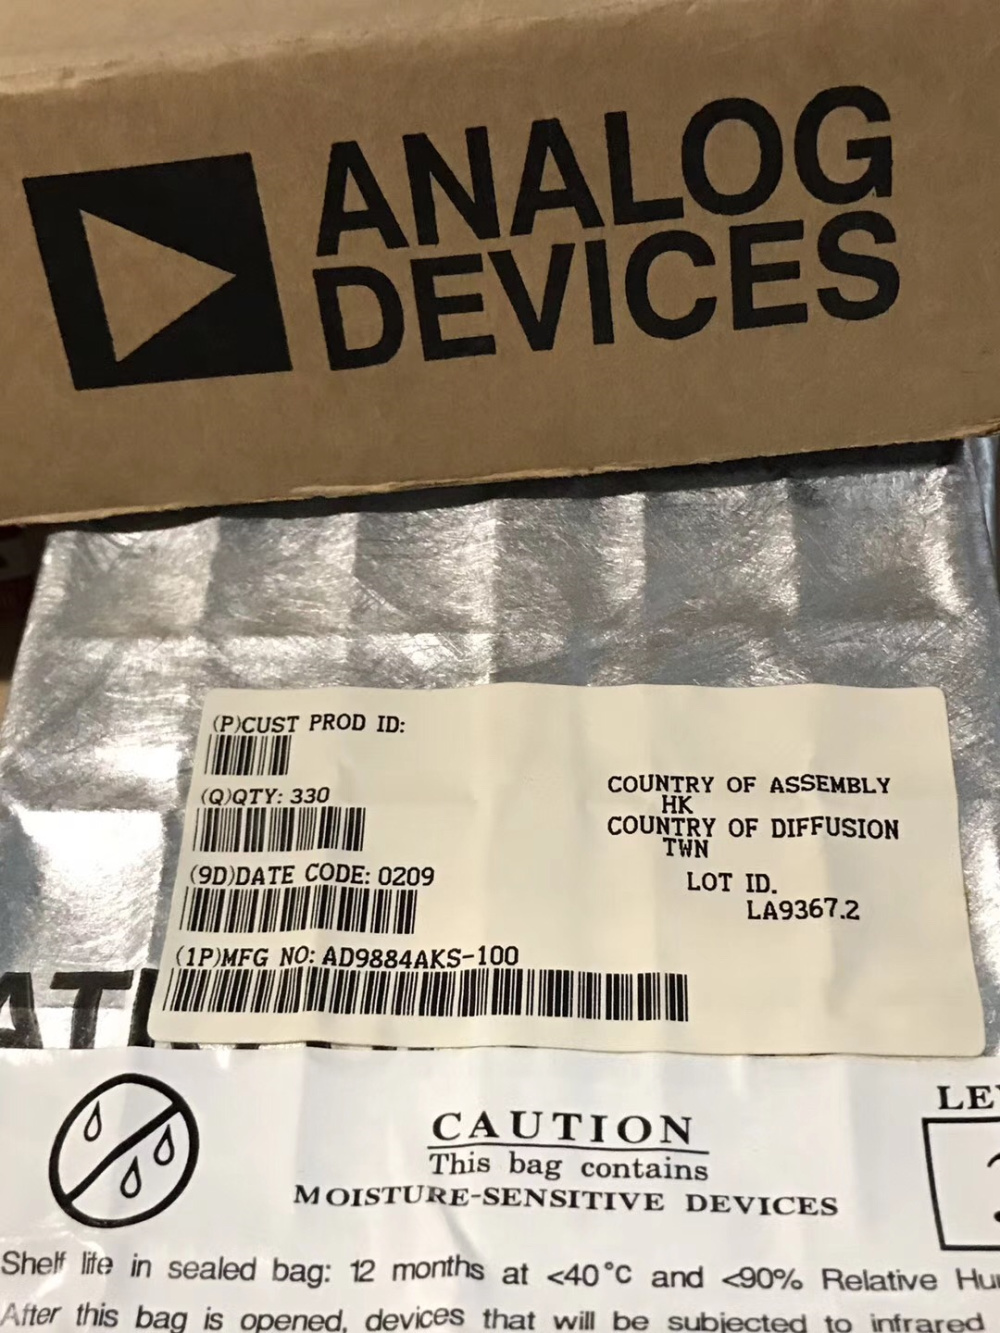 ANALOG
DEVICES
(P)CUST PROD ID:
(Q)QTY: 330
(9D)DATE CODE: 0209
(1P)MFG NO: AD9884AKS-100
COUNTRY OF ASSEMBLY
HK
COUNTRY OF DIFFUSION
TWN
LOT ID.
LA9367.2
CAUTION
This bag contains
MOISTURE-SENSITIVE DEVICES
Shelf life in sealed bag: 12 months at <40°C and <90% Relative
After this bag is opened, devices that will be subjected to infrared